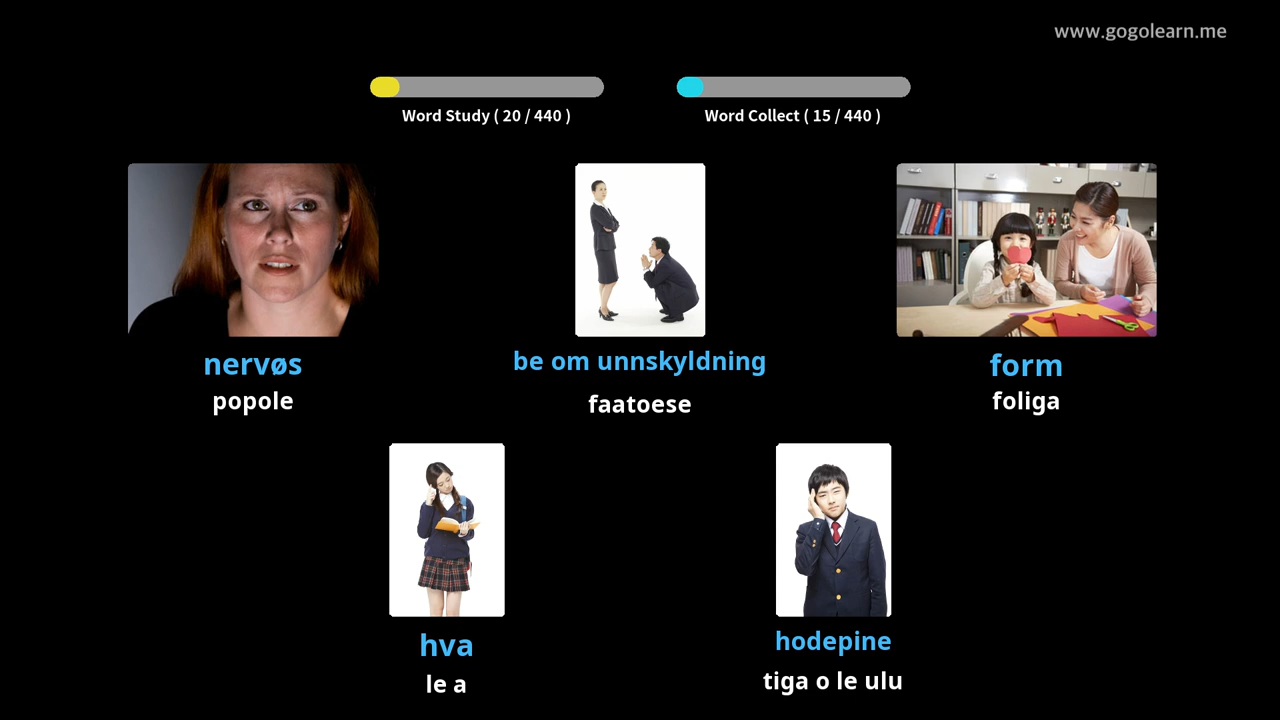 www.gogolearn.me
Word Study ( 20 / 440 )
Word Collect ( 15 / 440 )
nervøs
popole
be om unnskyldning
faatoese
form
foliga
hva
le a
hodepine
tiga o le ulu